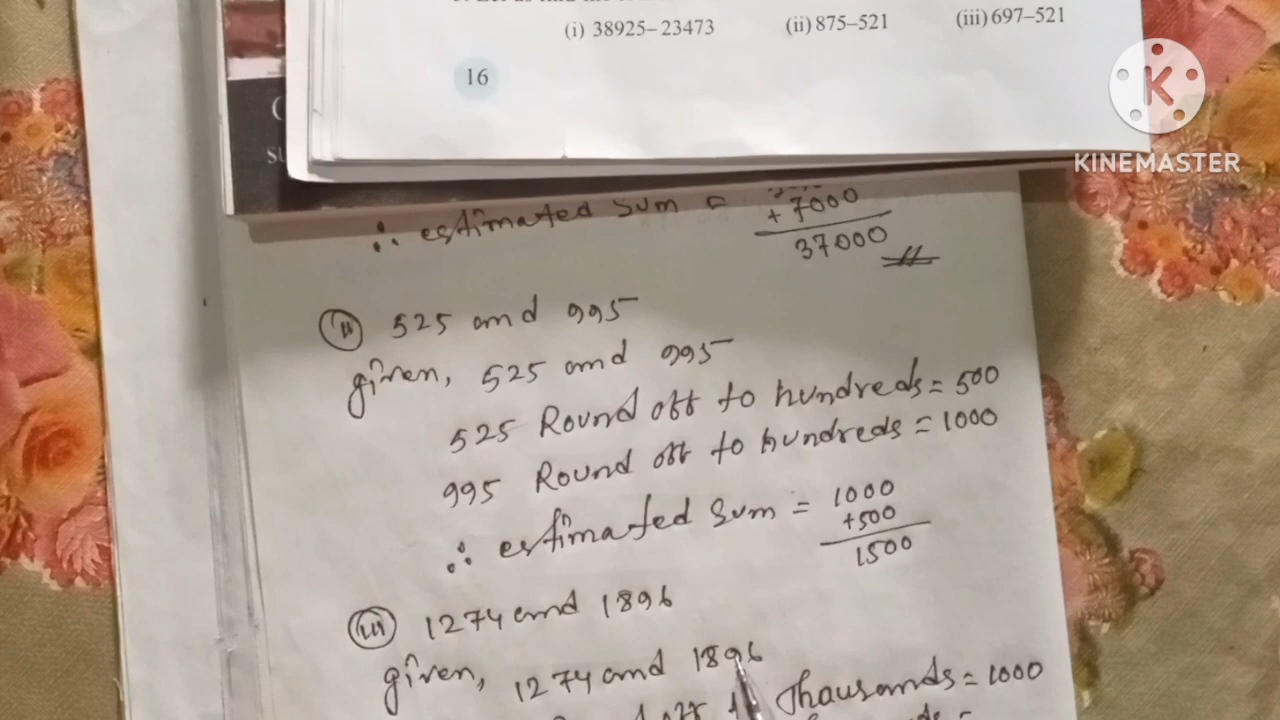 (i) 38925–23473 (ii) 875–521 (iii) 697–521
16
KINEMASTER
∴ estimated sum =
+7000
37000
(ii) 525 and 995
given, 525 and 995
525 Round off to hundreds = 500
995 Round off to hundreds = 1000
∴ estimated sum = 1000
+500
1500
(iii) 1274 and 1896
given, 1274 and 1896
Thausands = 1000